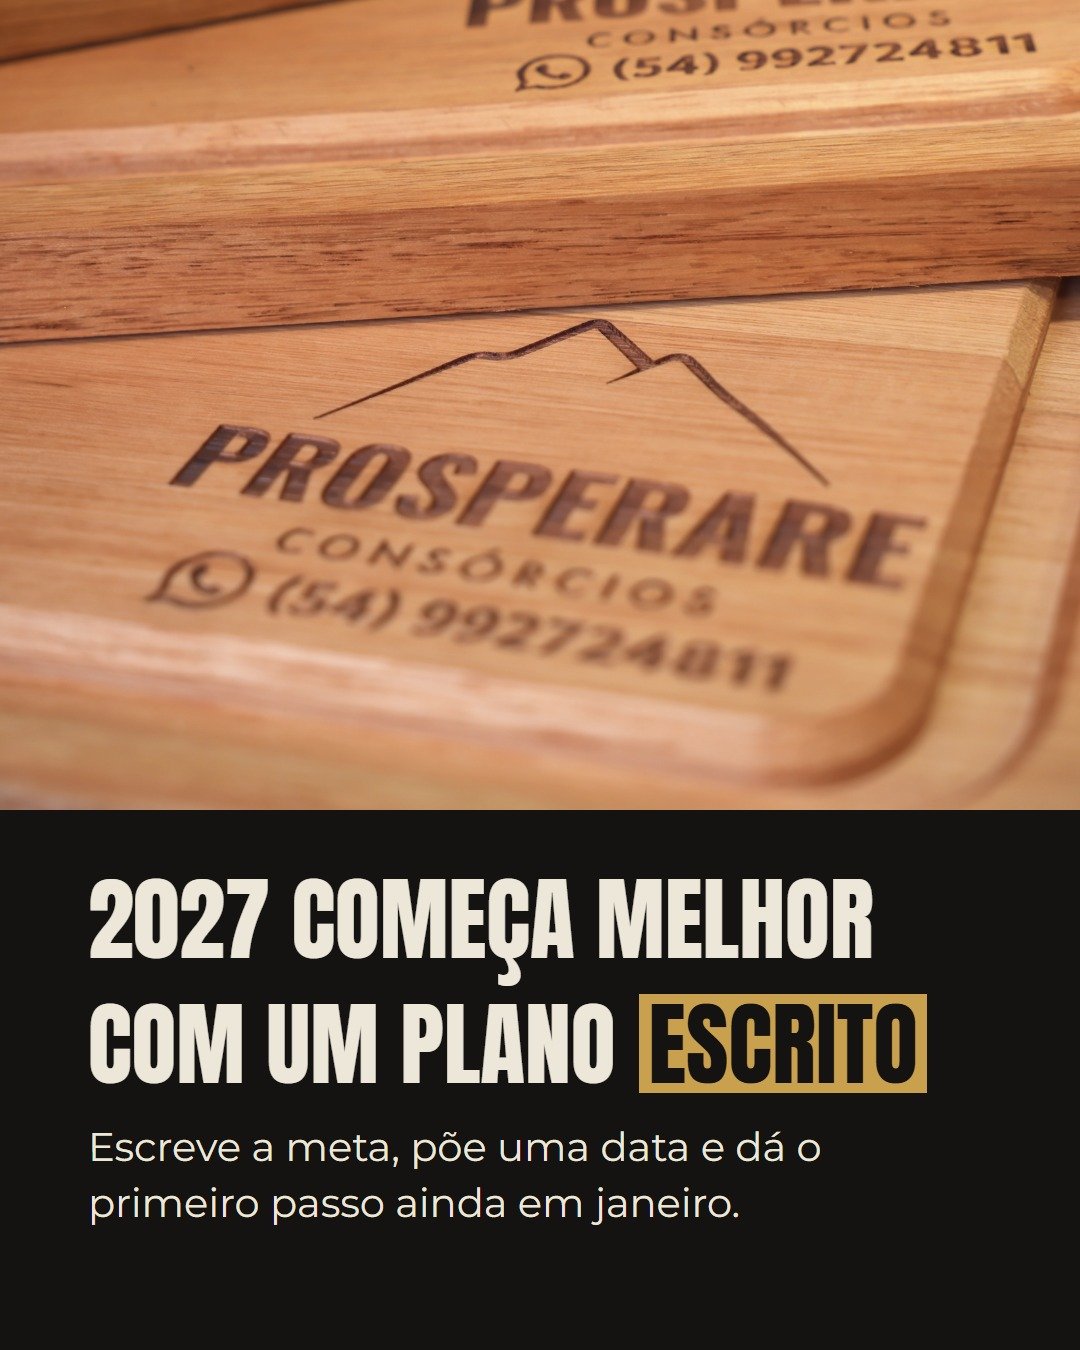 CONSÓRCIOS
(54) 992724811
PROSPERARE
CONSÓRCIOS
(54) 992724811
2027 COMEÇA MELHOR
COM UM PLANO ESCRITO
Escreve a meta, põe uma data e dá o
primeiro passo ainda em janeiro.